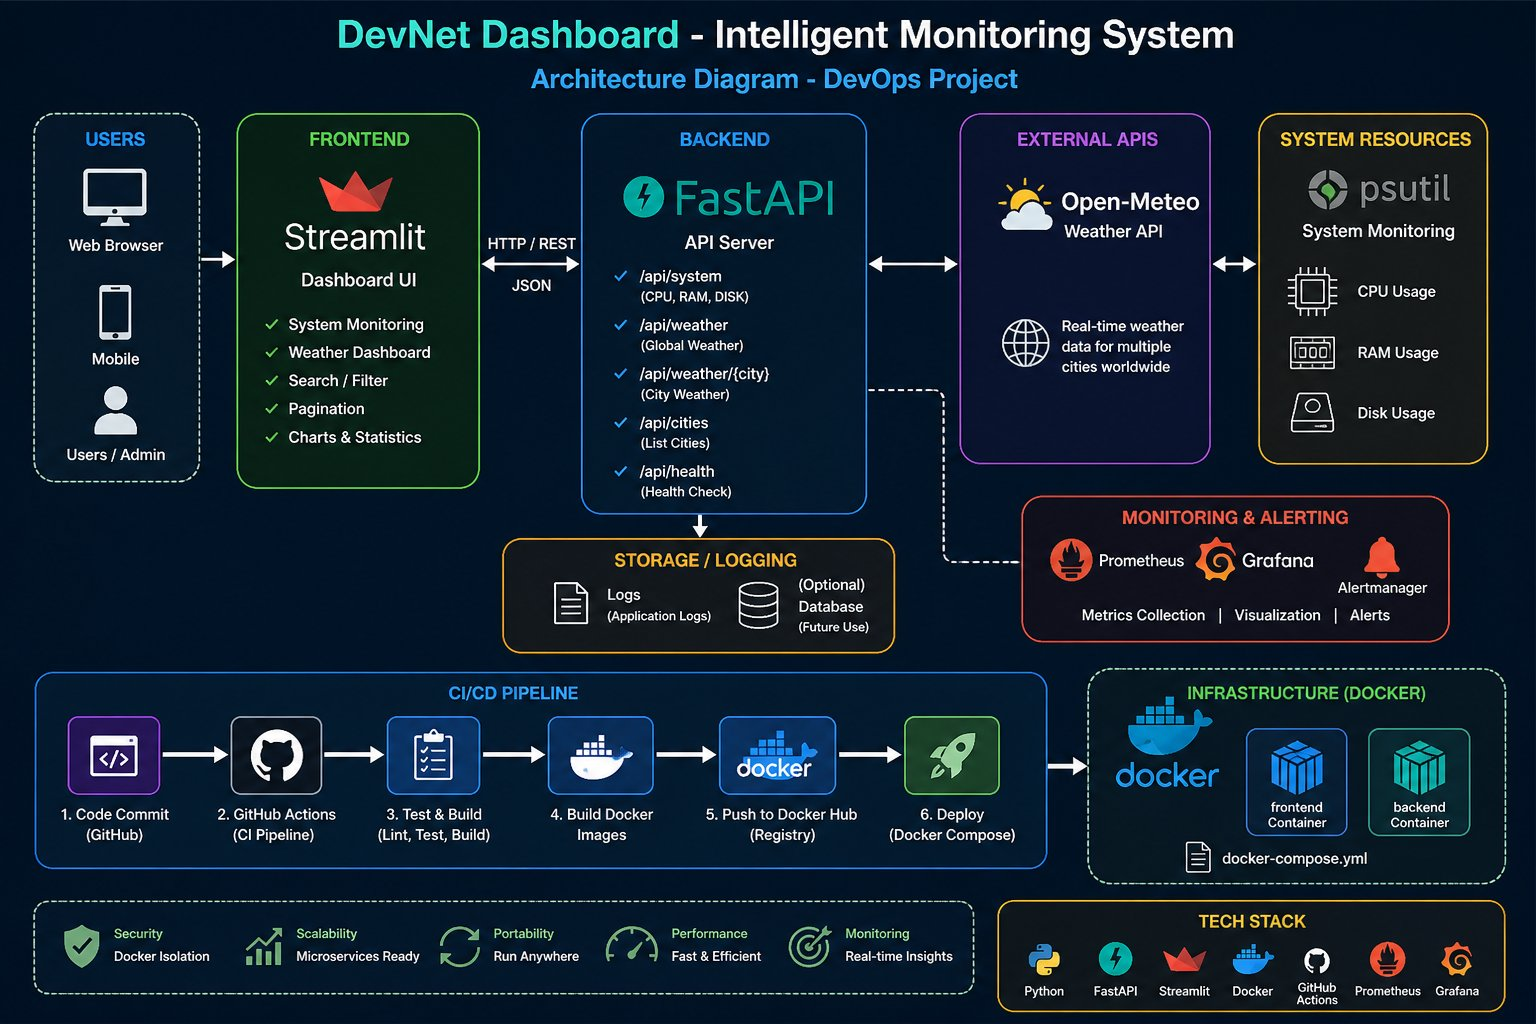 DevNet Dashboard - Intelligent Monitoring System
Architecture Diagram - DevOps Project
USERS
Web Browser
Mobile
Users / Admin
FRONTEND
Streamlit
Dashboard UI
System Monitoring
Weather Dashboard
Search / Filter
Pagination
Charts & Statistics
HTTP / REST
JSON
BACKEND
FastAPI
API Server
/api/system
(CPU, RAM, DISK)
/api/weather
(Global Weather)
/api/weather/{city}
(City Weather)
/api/cities
(List Cities)
/api/health
(Health Check)
EXTERNAL APIS
Open-Meteo
Weather API
Real-time weather
data for multiple
cities worldwide
SYSTEM RESOURCES
psutil
System Monitoring
CPU Usage
RAM Usage
Disk Usage
STORAGE / LOGGING
Logs
(Application Logs)
(Optional)
Database
(Future Use)
MONITORING & ALERTING
Prometheus
Grafana
Alertmanager
Metrics Collection | Visualization | Alerts
CI/CD PIPELINE
1. Code Commit
(GitHub)
2. GitHub Actions
(CI Pipeline)
3. Test & Build
(Lint, Test, Build)
4. Build Docker
Images
docker
5. Push to Docker Hub
(Registry)
6. Deploy
(Docker Compose)
INFRASTRUCTURE (DOCKER)
docker
frontend
Container
backend
Container
docker-compose.yml
Security
Docker Isolation
Scalability
Microservices Ready
Portability
Run Anywhere
Performance
Fast & Efficient
Monitoring
Real-time Insights
TECH STACK
Python
FastAPI
Streamlit
Docker
GitHub
Actions
Prometheus
Grafana